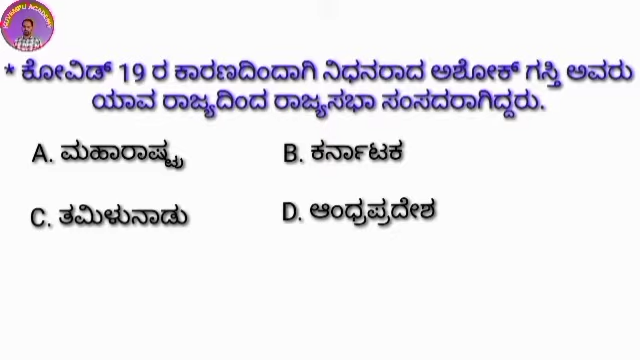 * ಕೋವಿಡ್ 19 ರ ಕಾರಣದಿಂದಾಗಿ ನಿಧನರಾದ ಅಶೋಕ್ ಗಸ್ತಿ ಅವರು
ಯಾವ ರಾಜ್ಯದಿಂದ ರಾಜ್ಯಸಭಾ ಸಂಸದರಾಗಿದ್ದರು.
A. ಮಹಾರಾಷ್ಟ್ರ B. ಕರ್ನಾಟಕ
C. ತಮಿಳುನಾಡು D. ಆಂಧ್ರಪ್ರದೇಶ